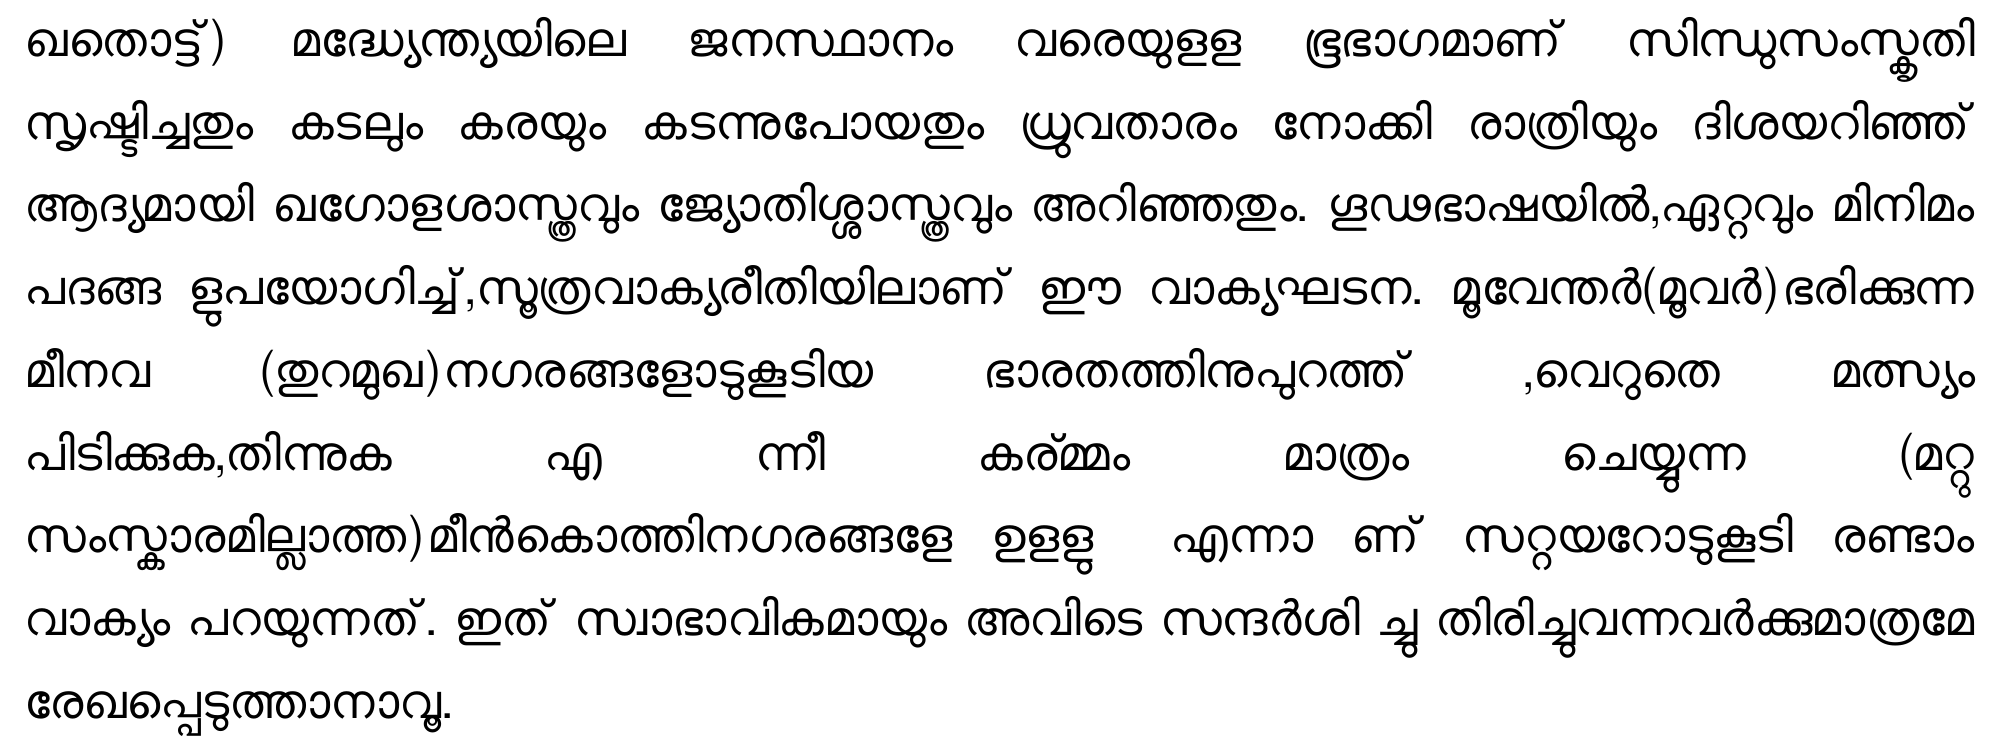 ഖതൊട്ട്) മദ്ധ്യേന്ത്യയിലെ ജനസ്ഥാനം വരെയുളള ഭൂഭാഗമാണ് സിന്ധുസംസ്കൃതി
സൃഷ്ടിച്ചതും കടലും കരയും കടന്നുപോയതും ധ്രുവതാരം നോക്കി രാത്രിയും ദിശയറിഞ്ഞ്
ആദ്യമായി ഖഗോളശാസ്ത്രവും ജ്യോതിശ്ശാസ്ത്രവും അറിഞ്ഞതും. ഗൂഢഭാഷയിൽ,ഏറ്റവും മിനിമം
പദങ്ങ ളുപയോഗിച്ച്,സൂത്രവാക്യരീതിയിലാണ് ഈ വാക്യഘടന. മൂവേന്തർ(മൂവർ)ഭരിക്കുന്ന
മീനവ (തുറമുഖ)നഗരങ്ങളോടുകൂടിയ ഭാരതത്തിനുപുറത്ത് ,വെറുതെ മത്സ്യം
പിടിക്കുക,തിന്നുക എ ന്നീ കര്മ്മം മാത്രം ചെയ്യുന്ന (മറ്റു
സംസ്കാരമില്ലാത്ത)മീൻകൊത്തിനഗരങ്ങളേ ഉളളു എന്നാ ണ് സറ്റയറോടുകൂടി രണ്ടാം
വാക്യം പറയുന്നത്. ഇത് സ്വാഭാവികമായും അവിടെ സന്ദർശി ച്ചു തിരിച്ചുവന്നവർക്കുമാത്രമേ
രേഖപ്പെടുത്താനാവൂ.